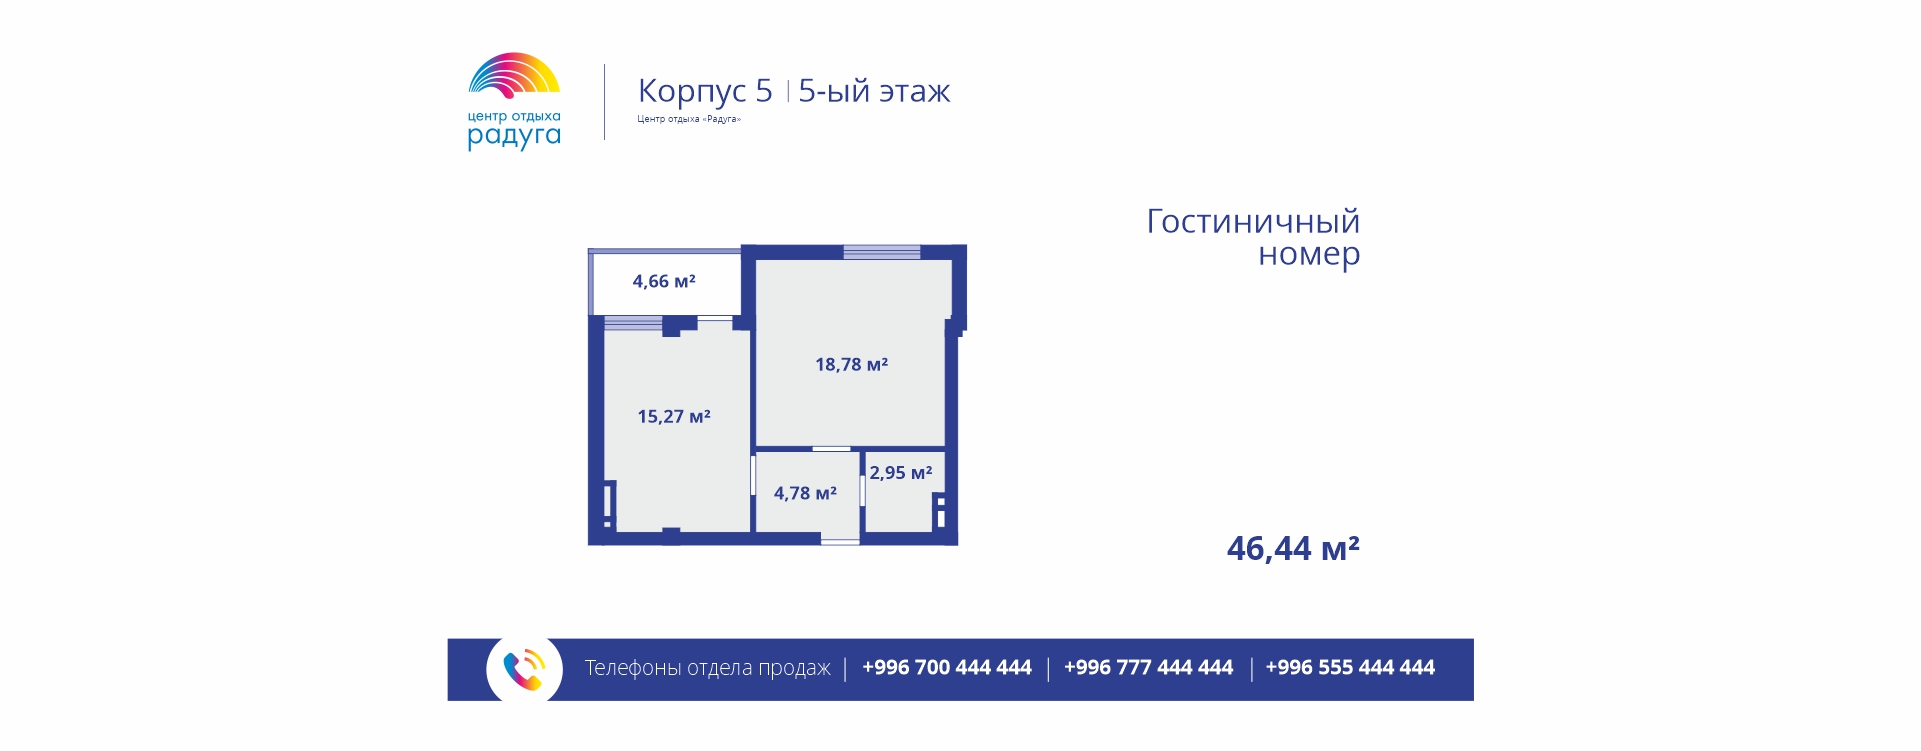 центр отдыха
радуга
Корпус 5 | 5-ый этаж
Центр отдыха «Радуга»
Гостиничный
номер
4,66 м²
18,78 м²
15,27 м²
2,95 м²
4,78 м²
46,44 м²
Телефоны отдела продаж | +996 700 444 444 | +996 777 444 444 | +996 555 444 444